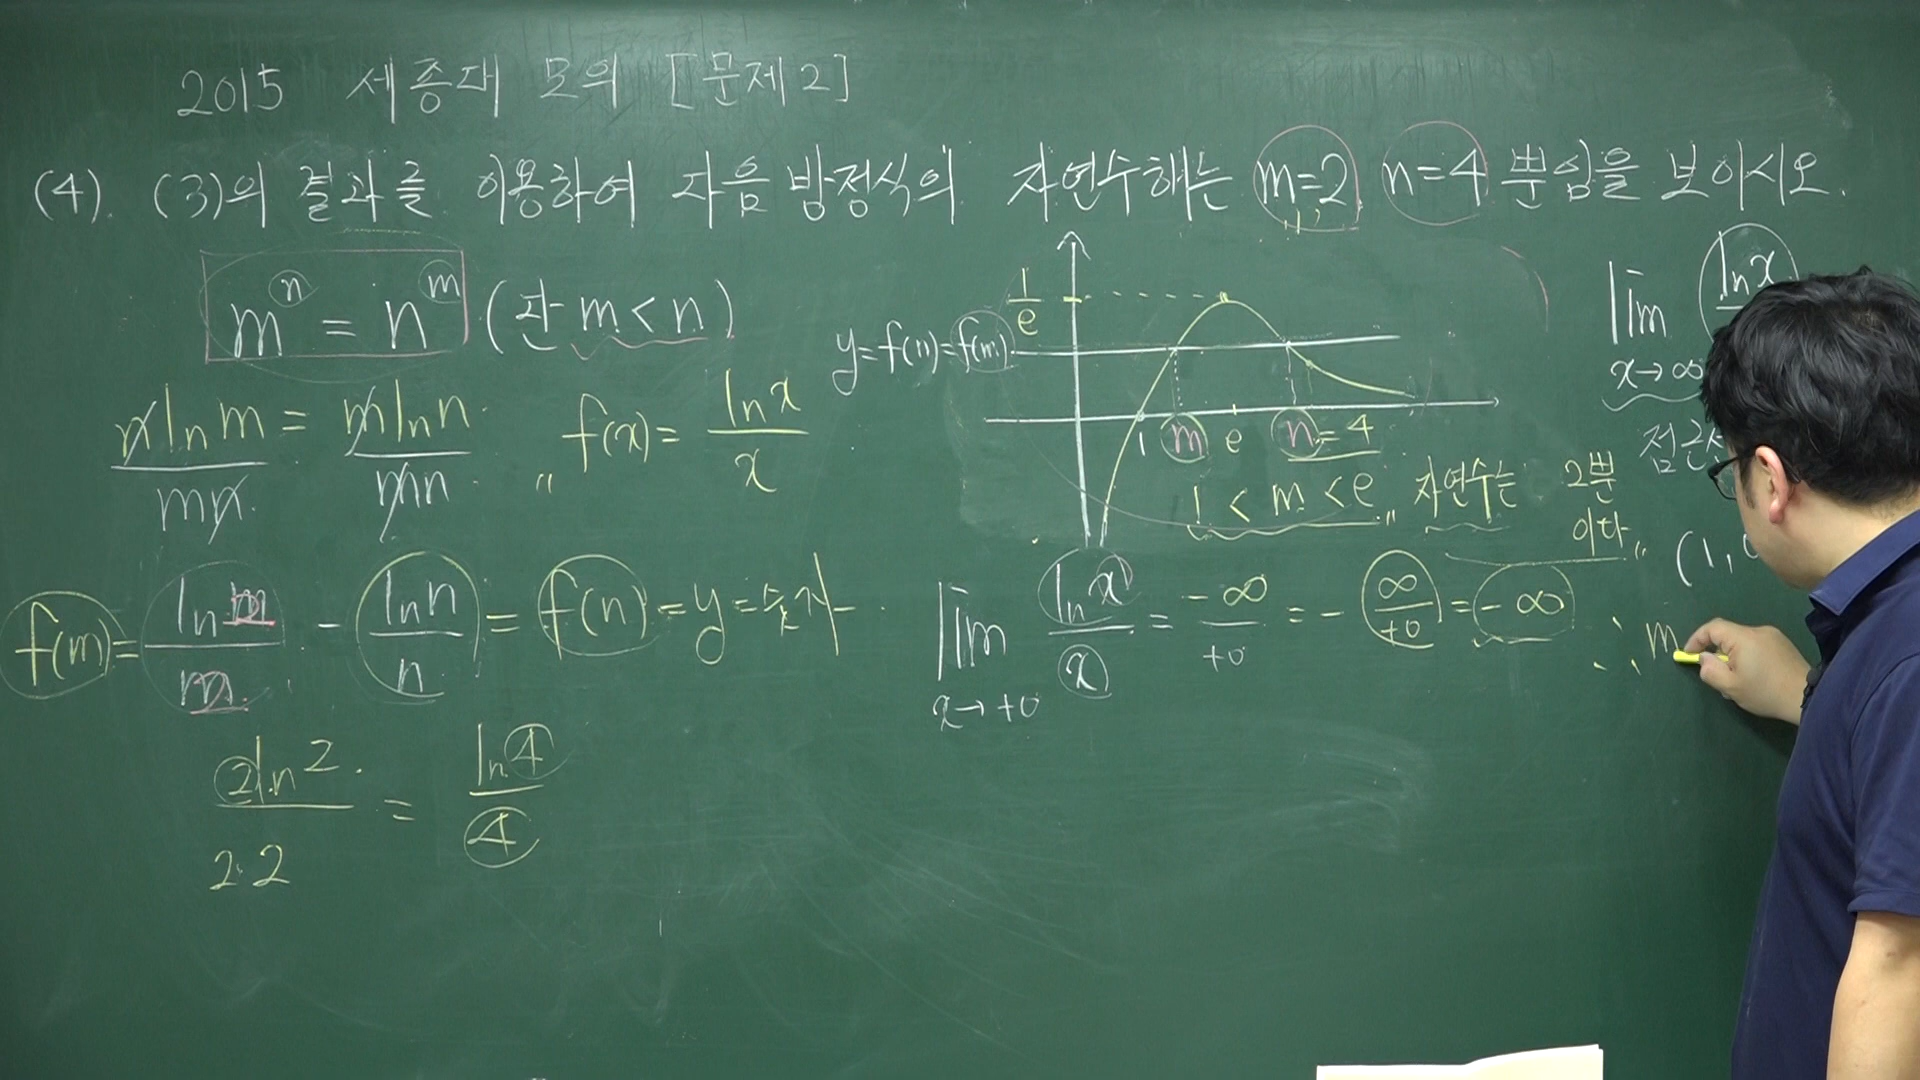 2015 세종대 모의 [문제2]
(4). (3)의 결과를 이용하여 다음 방정식의 자연수해는 m=2 n=4 뿐임을 보이시오.
m^n = n^m (단 m < n)
n ln m / mn = m ln n / mn
f(x) = ln x / x
y=f(n)=f(m)
1/e
1 m e n = 4
1 < m < e 자연수는 2뿐
이다
lim x→∞ ln x
점근
(1, 0
f(m) = ln m / m = ln n / n = f(n) = y =
lim x→+0 ln x / x = -∞ / +0 = - ∞ / +0 = -∞
∴ m
2 ln 2 / 2·2 = ln 4 / 4